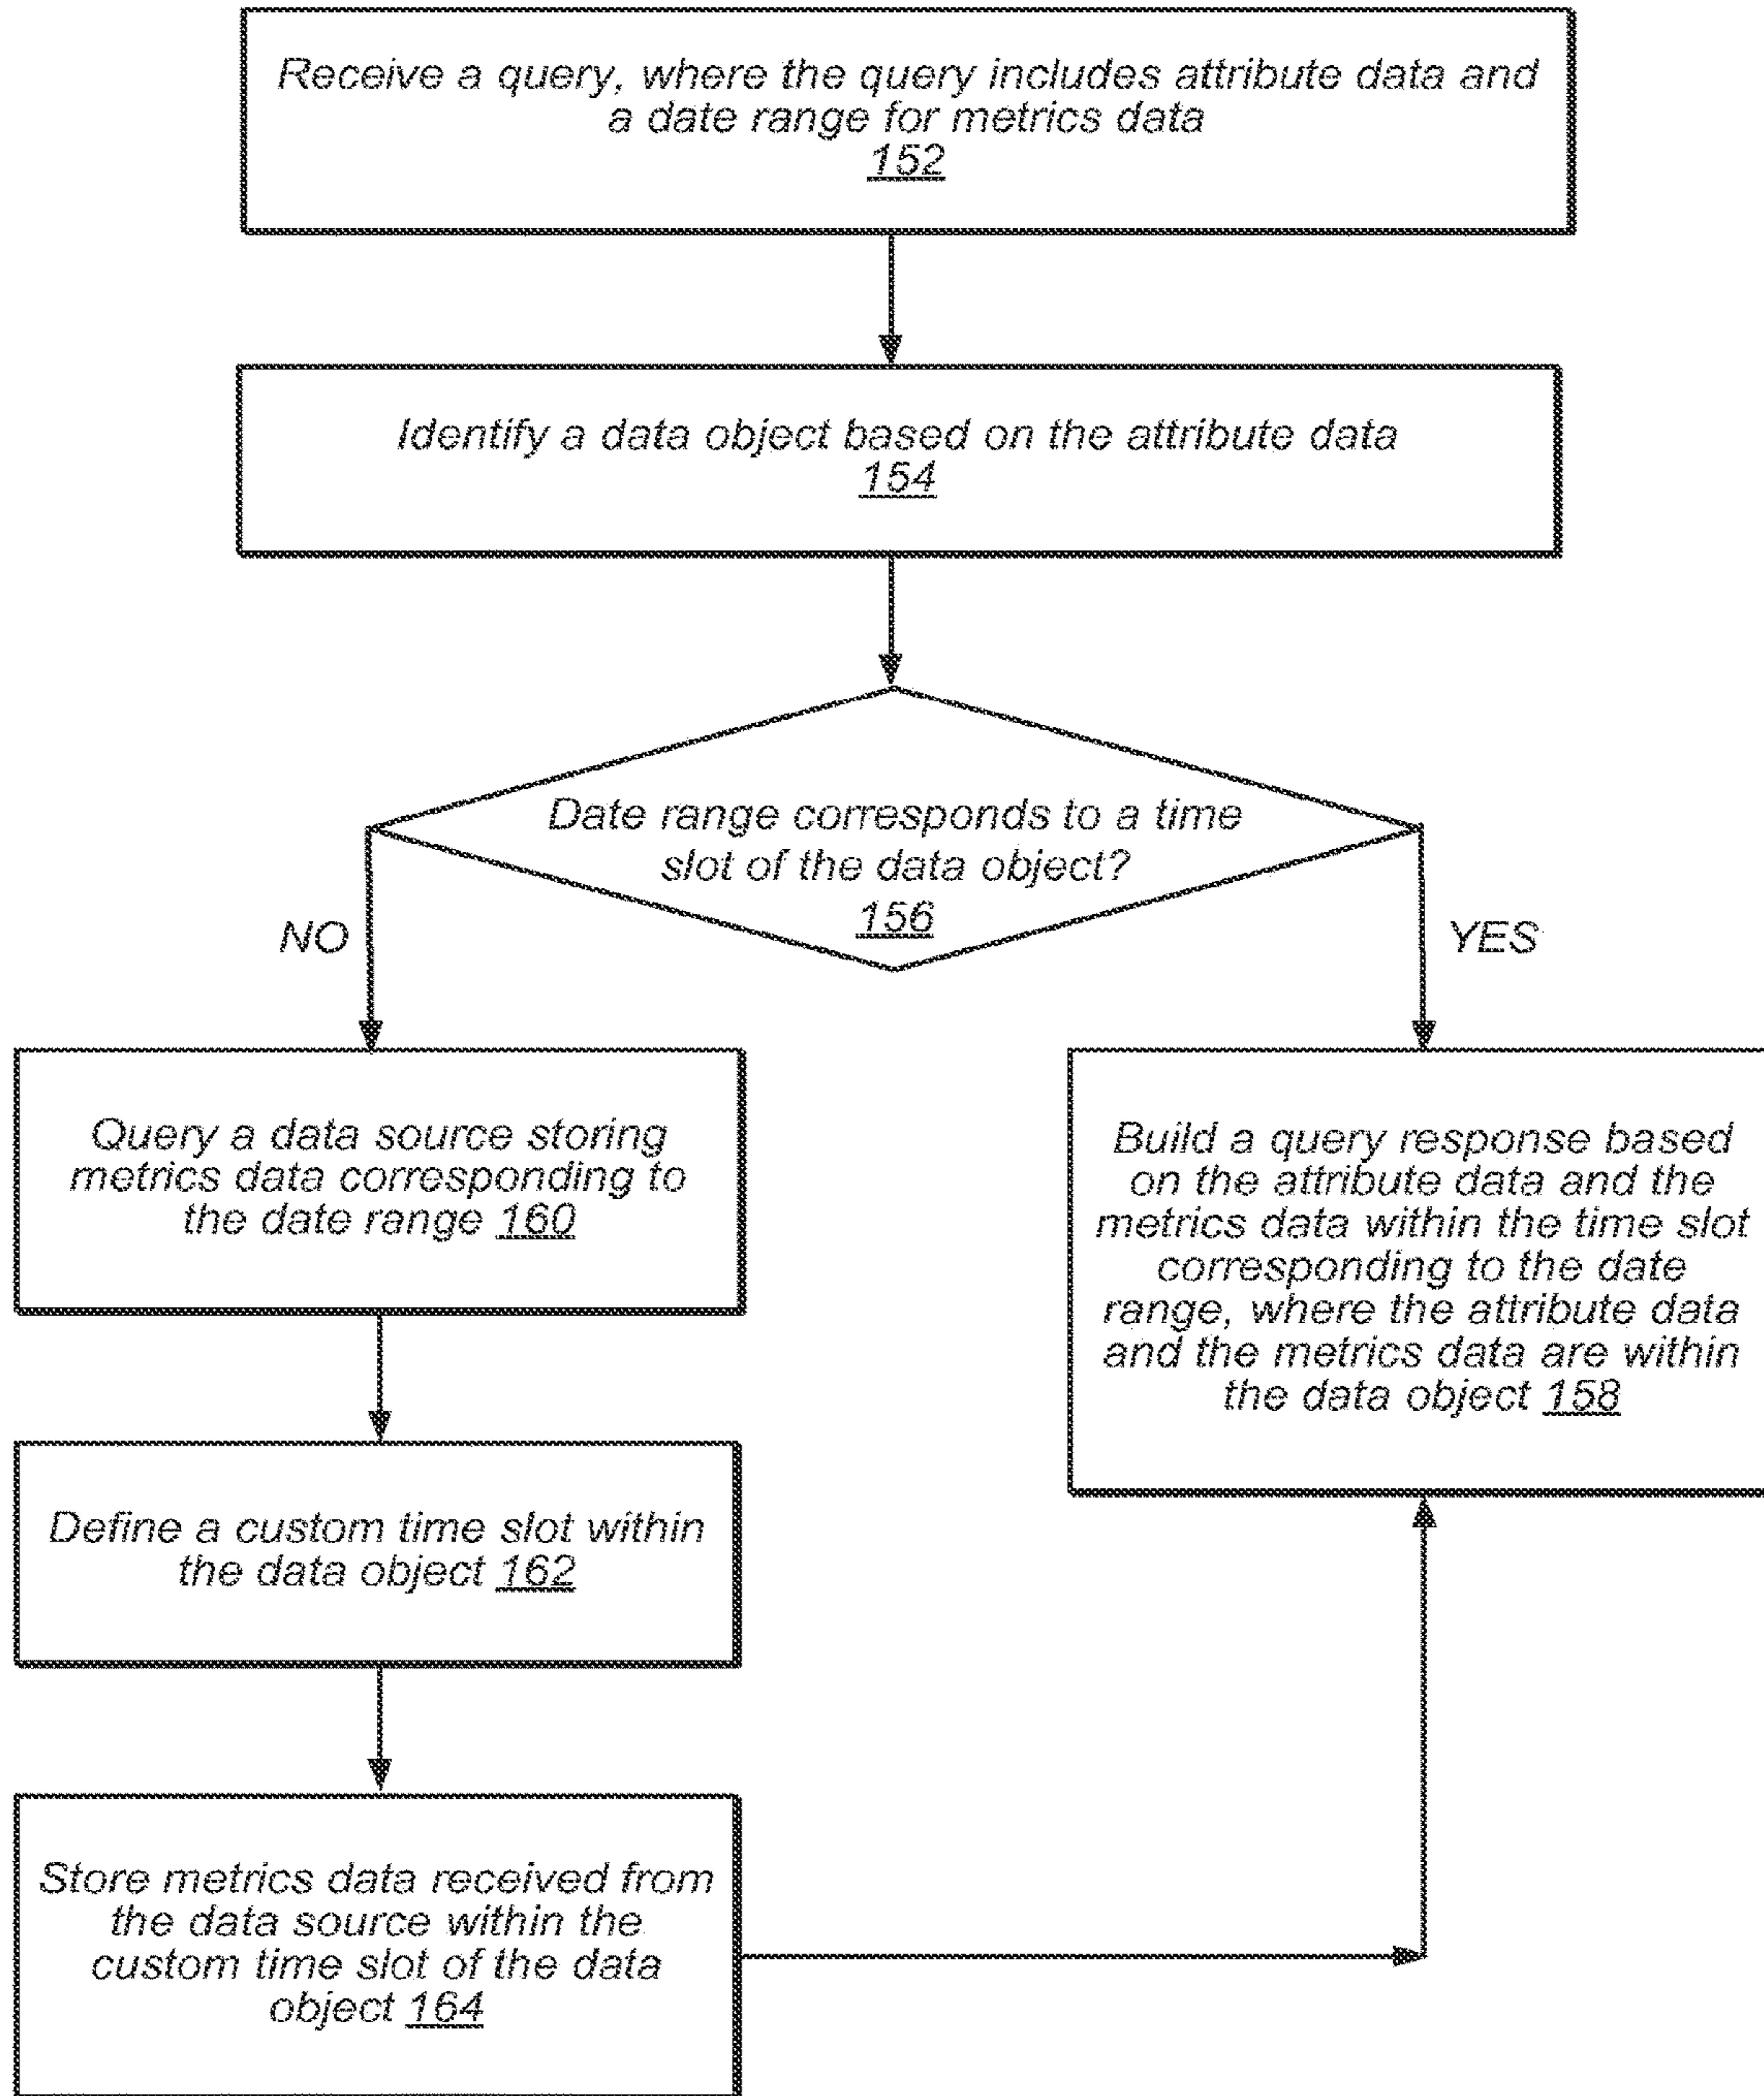 Receive a query, where the query includes attribute data and
a date range for metrics data
152
Identify a data object based on the attribute data
154
Date range corresponds to a time
slot of the data object?
156
NO
YES
Query a data source storing
metrics data corresponding to
the date range 160
Build a query response based
on the attribute data and the
metrics data within the time slot
corresponding to the date
range, where the attribute data
and the metrics data are within
the data object 158
Define a custom time slot within
the data object 162
Store metrics data received from
the data source within the
custom time slot of the data
object 164